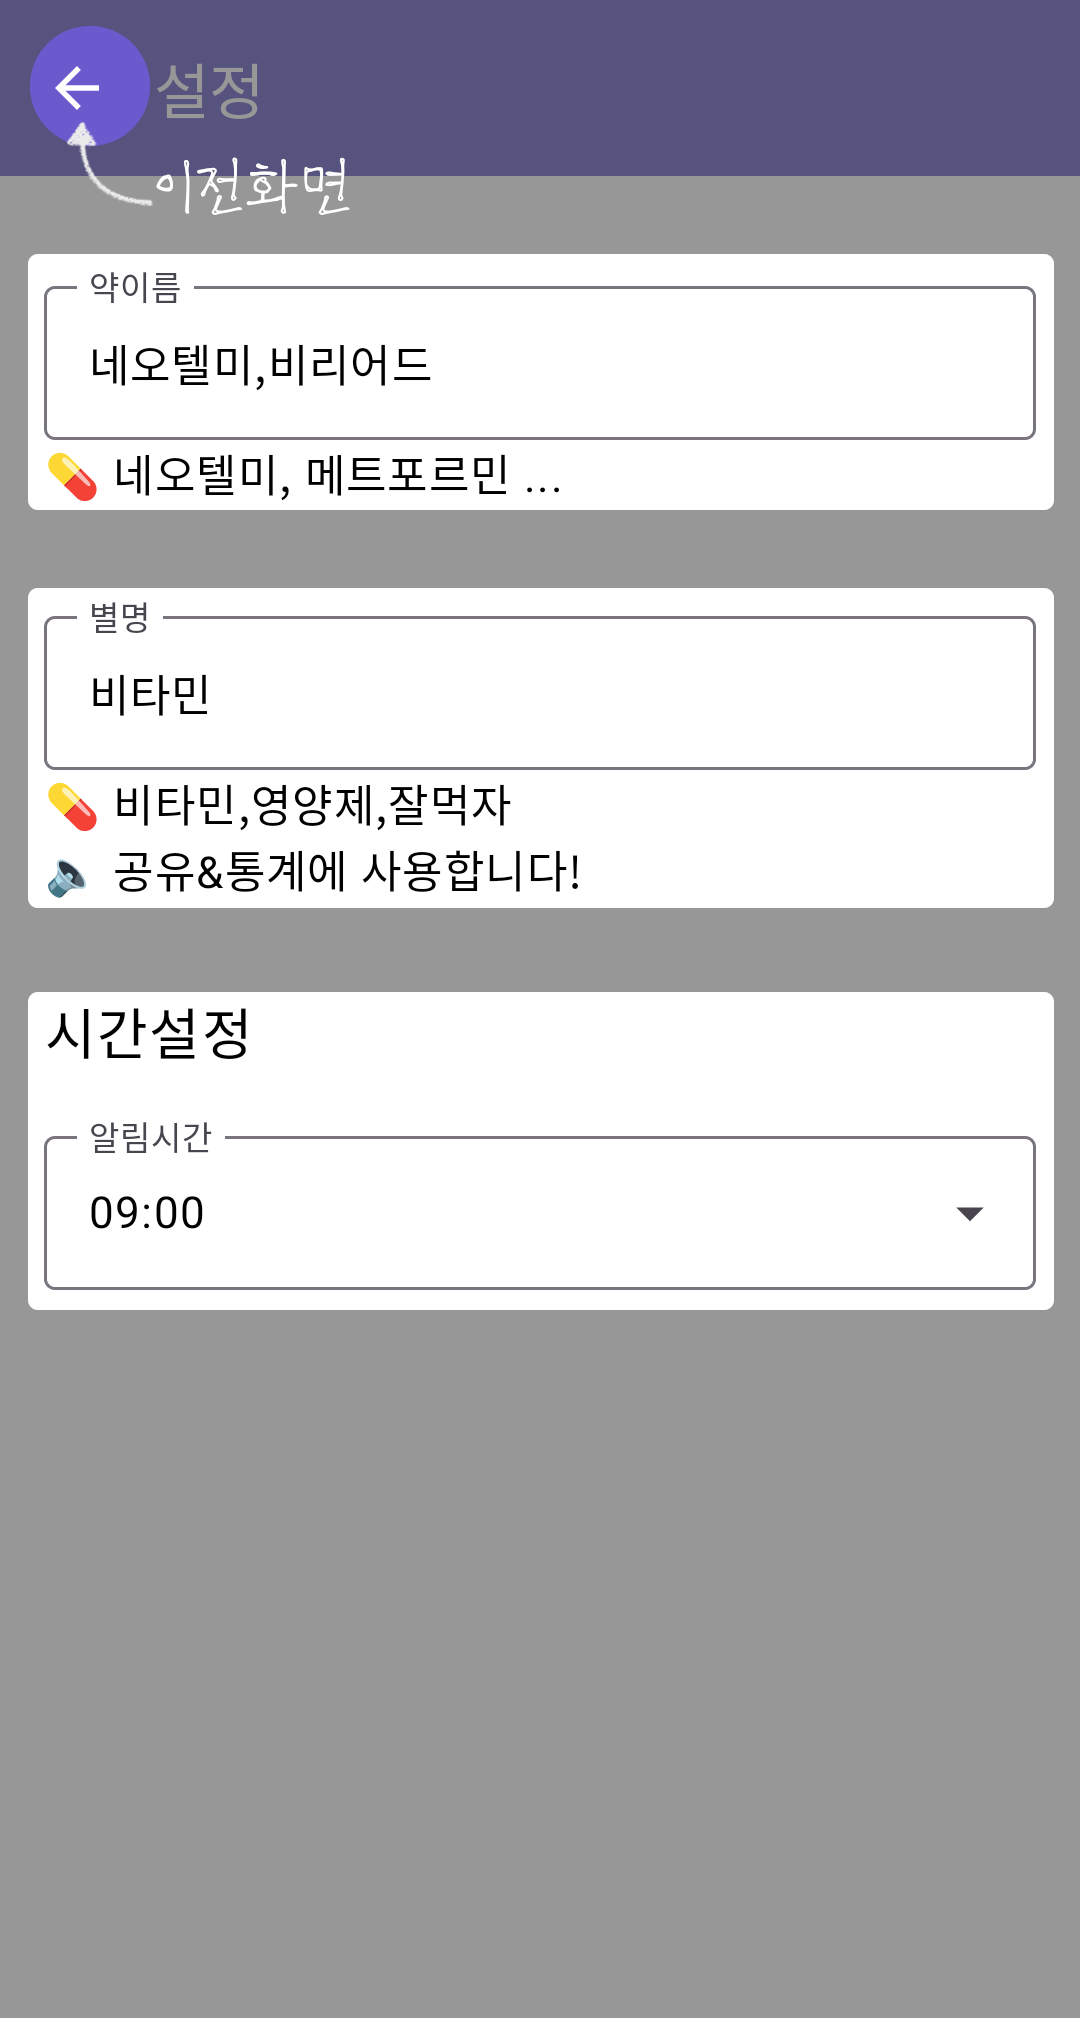 설정
이전화면
약이름
네오텔미,비리어드
💊 네오텔미, 메트포르민 ...
별명
비타민
💊 비타민,영양제,잘먹자
🔈 공유&통계에 사용합니다!
시간설정
알림시간
09:00